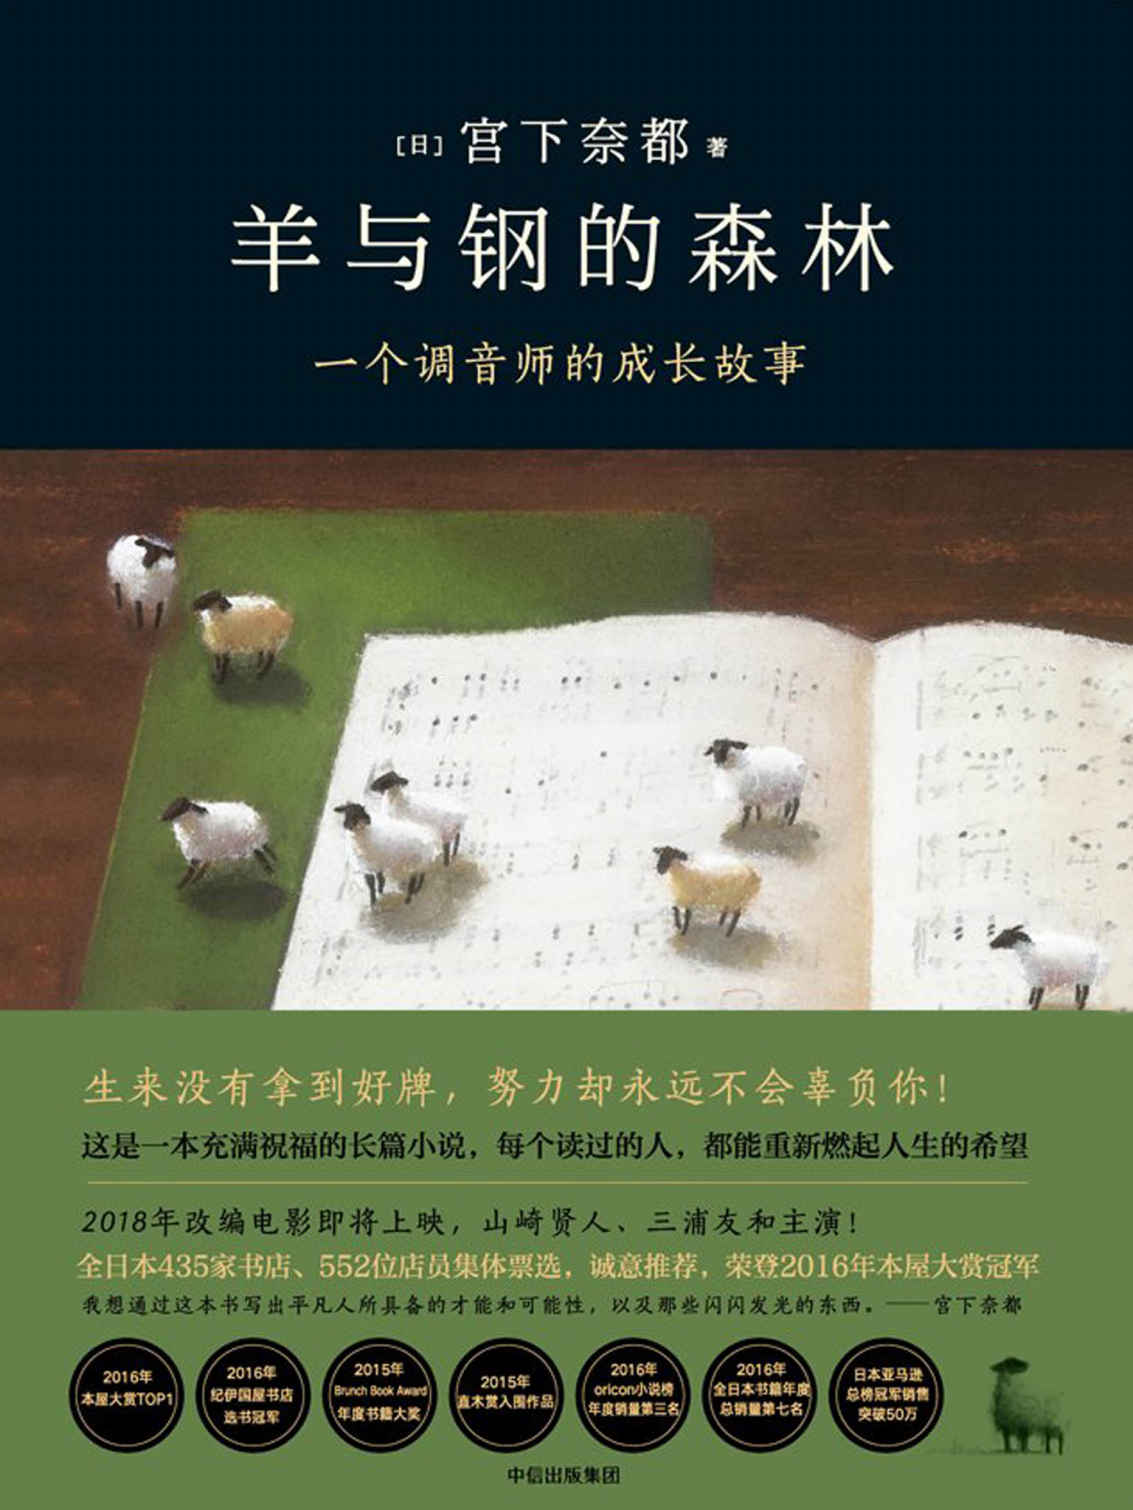 [日] 宫下奈都 著
羊与钢的森林
一个调音师的成长故事
生来没有拿到好牌，努力却永远不会辜负你！
这是一本充满祝福的长篇小说，每个读过的人，都能重新燃起人生的希望
2018年改编电影即将上映，山崎贤人、三浦友和主演！
全日本435家书店、552位店员集体票选，诚意推荐，荣登2016年本屋大赏冠军
我想通过这本书写出平凡人所具备的才能和可能性，以及那些闪闪发光的东西。——宫下奈都
2016年
本屋大赏TOP1
2016年
纪伊国屋书店
选书冠军
2015年
Brunch Book Award
年度书籍大奖
2015年
直木赏入围作品
2016年
oricon小说榜
年度销量第三名
2016年
全日本书籍年度
总销量第七名
日本亚马逊
总榜冠军销售
突破50万
中信出版集团